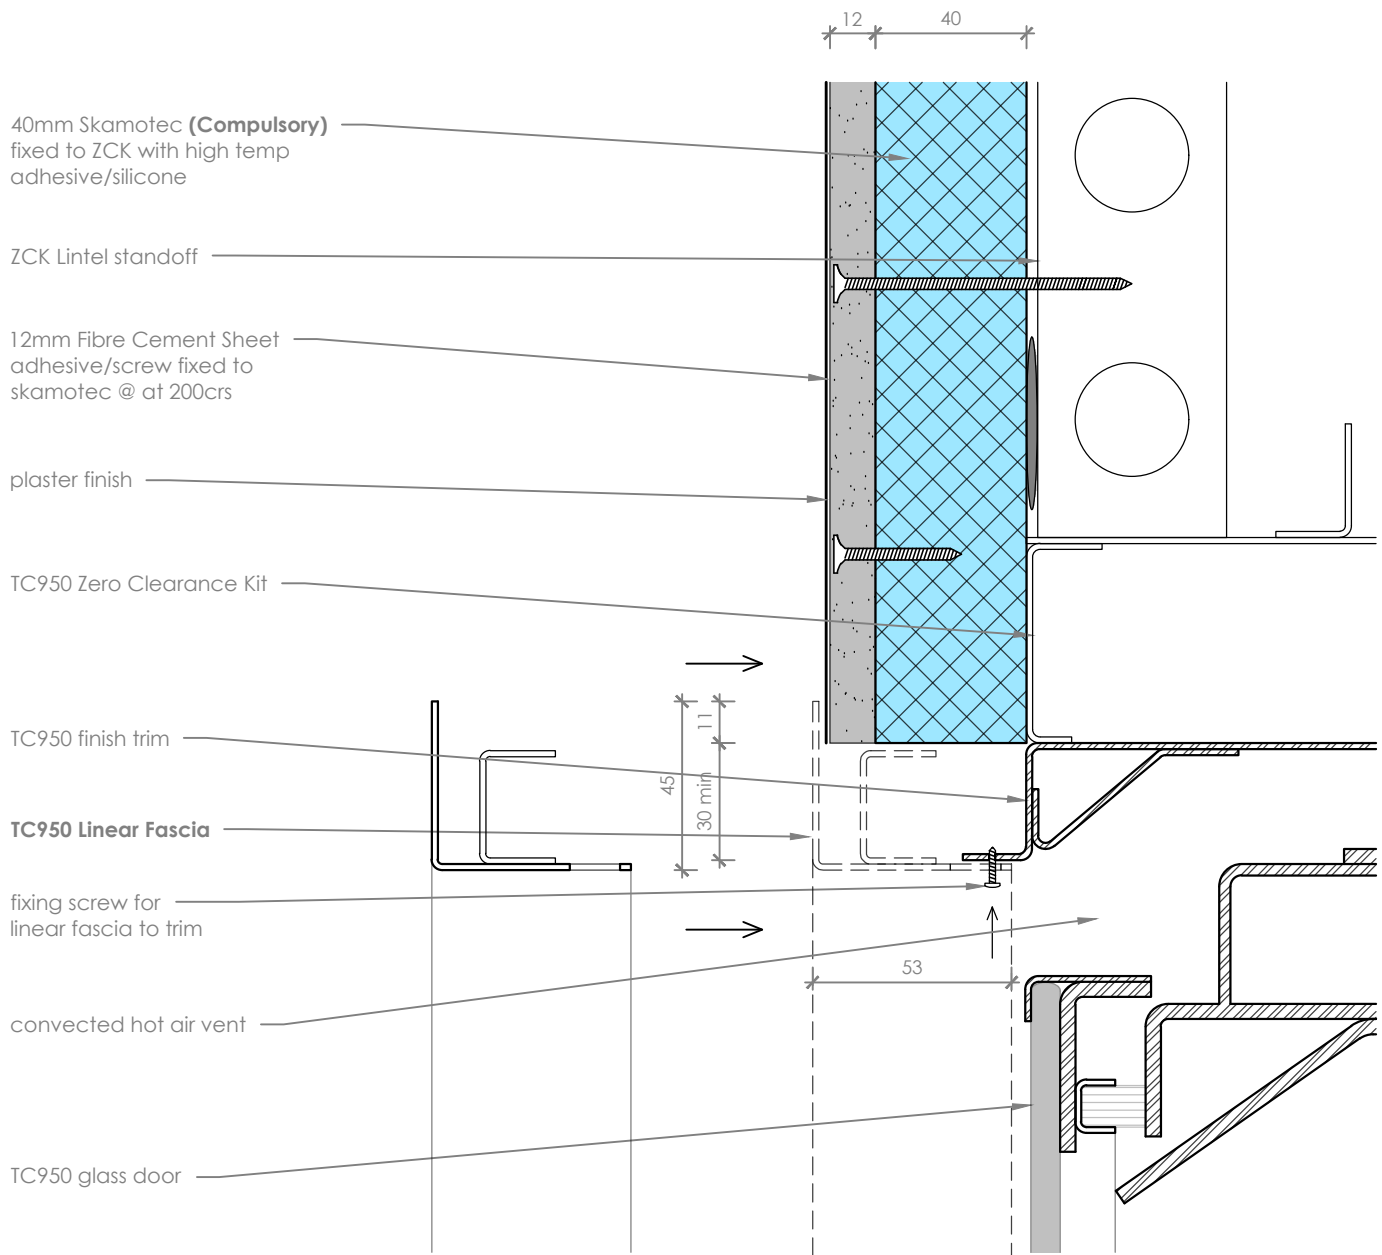 12
40
40mm Skamotec (Compulsory)
fixed to ZCK with high temp
adhesive/silicone
ZCK Lintel standoff
12mm Fibre Cement Sheet
adhesive/screw fixed to
skamotec @ at 200crs
plaster finish
TC950 Zero Clearance Kit
11
TC950 finish trim
45
30 min
TC950 Linear Fascia
fixing screw for
linear fascia to trim
53
convected hot air vent
TC950 glass door